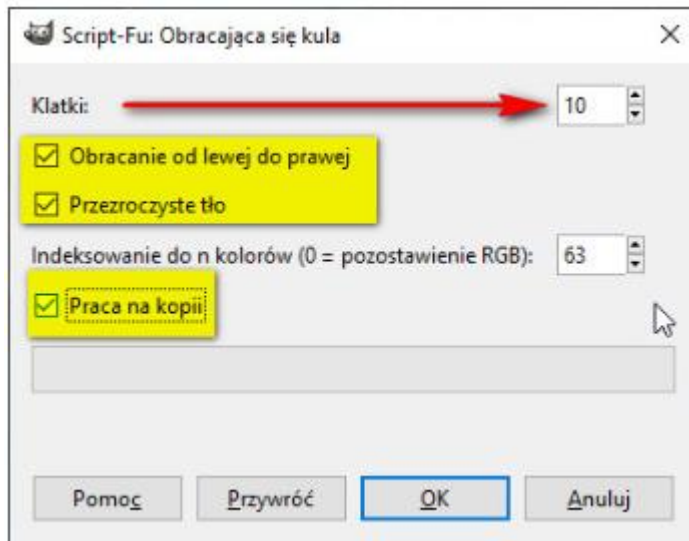 Script-Fu: Obracająca się kula
Klatki: 10
Obracanie od lewej do prawej
Przezroczyste tło
Indeksowanie do n kolorów (0 = pozostawienie RGB): 63
Praca na kopii
Pomoc Przywróć OK Anuluj